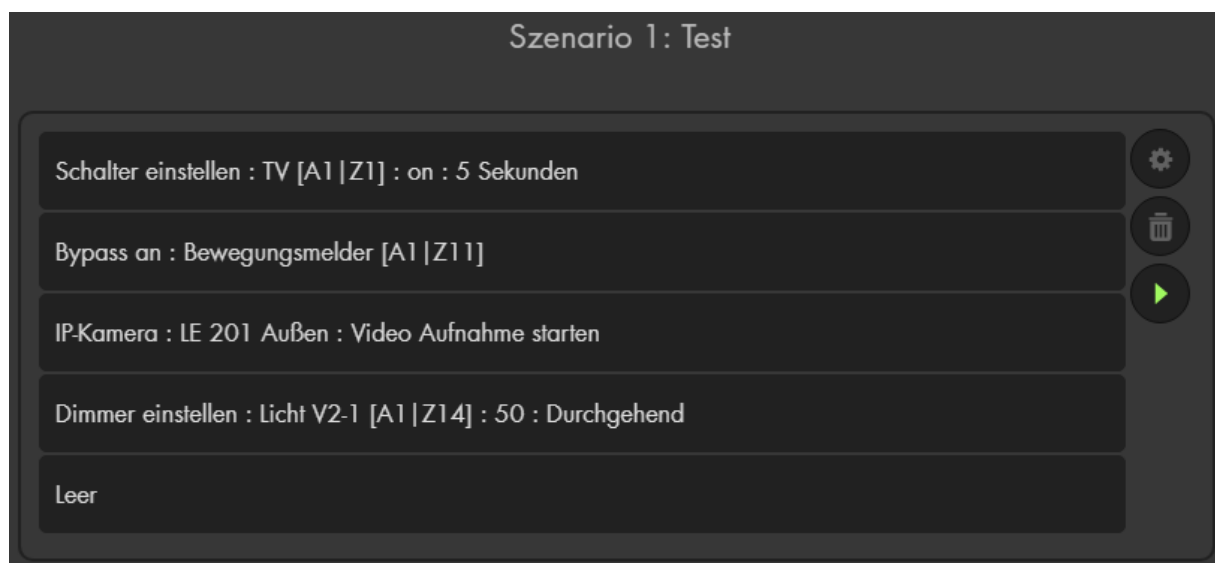 Szenario 1: Test
Schalter einstellen : TV [A1|Z1] : on : 5 Sekunden
Bypass an : Bewegungsmelder [A1|Z11]
IP-Kamera : LE 201 Außen : Video Aufnahme starten
Dimmer einstellen : Licht V2-1 [A1|Z14] : 50 : Durchgehend
Leer